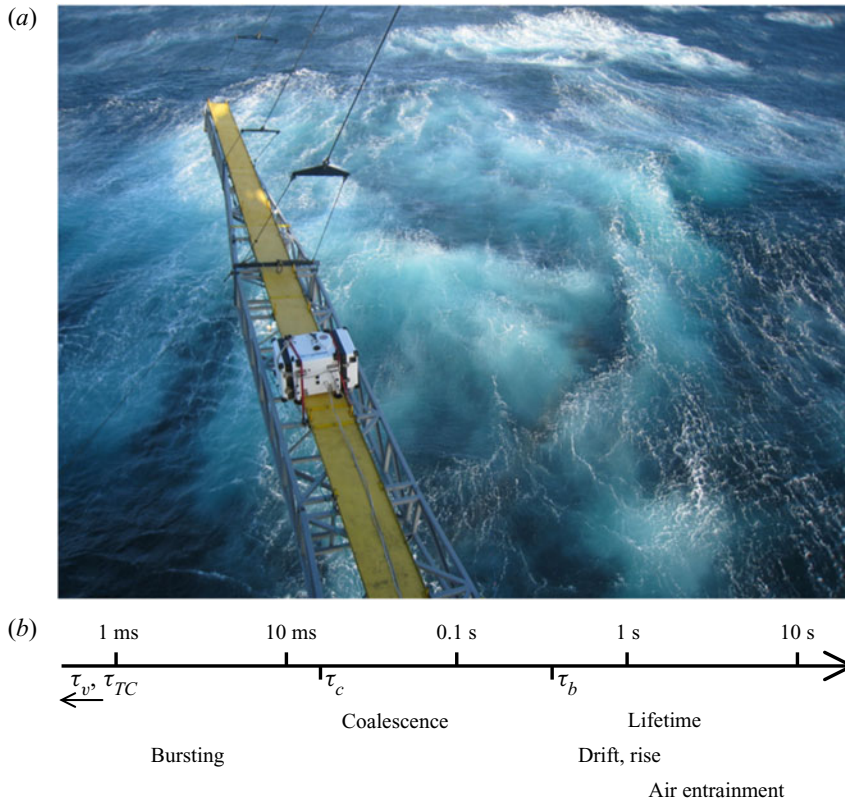 (a)
(b)
1 ms 10 ms 0.1 s 1 s 10 s
τv, τTC τc τb
Coalescence Lifetime
Bursting Drift, rise
Air entrainment